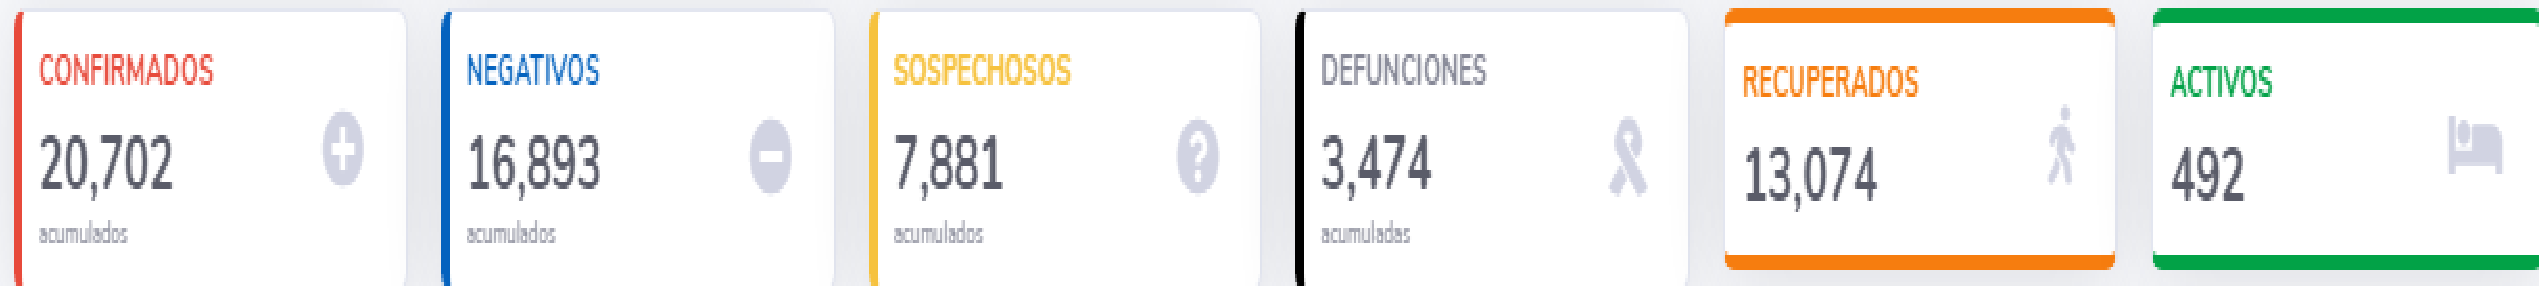 CONFIRMADOS
20,702
acumulados
NEGATIVOS
16,893
acumulados
SOSPECHOSOS
7,881
acumulados
DEFUNCIONES
3,474
acumuladas
RECUPERADOS
13,074
ACTIVOS
492